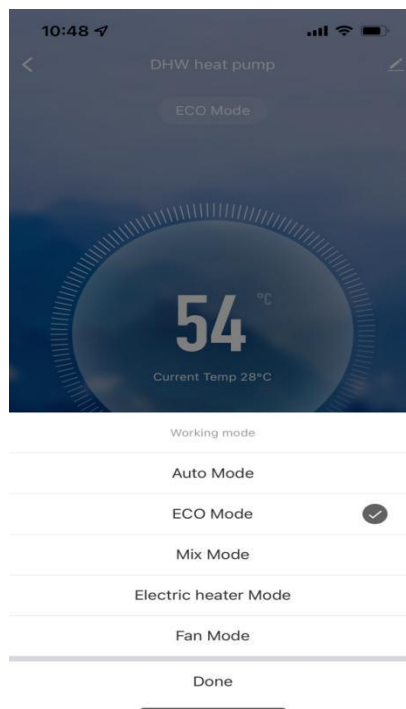 10:48
DHW heat pump
ECO Mode
54 °C
Current Temp 28°C
Working mode
Auto Mode
ECO Mode
Mix Mode
Electric heater Mode
Fan Mode
Done